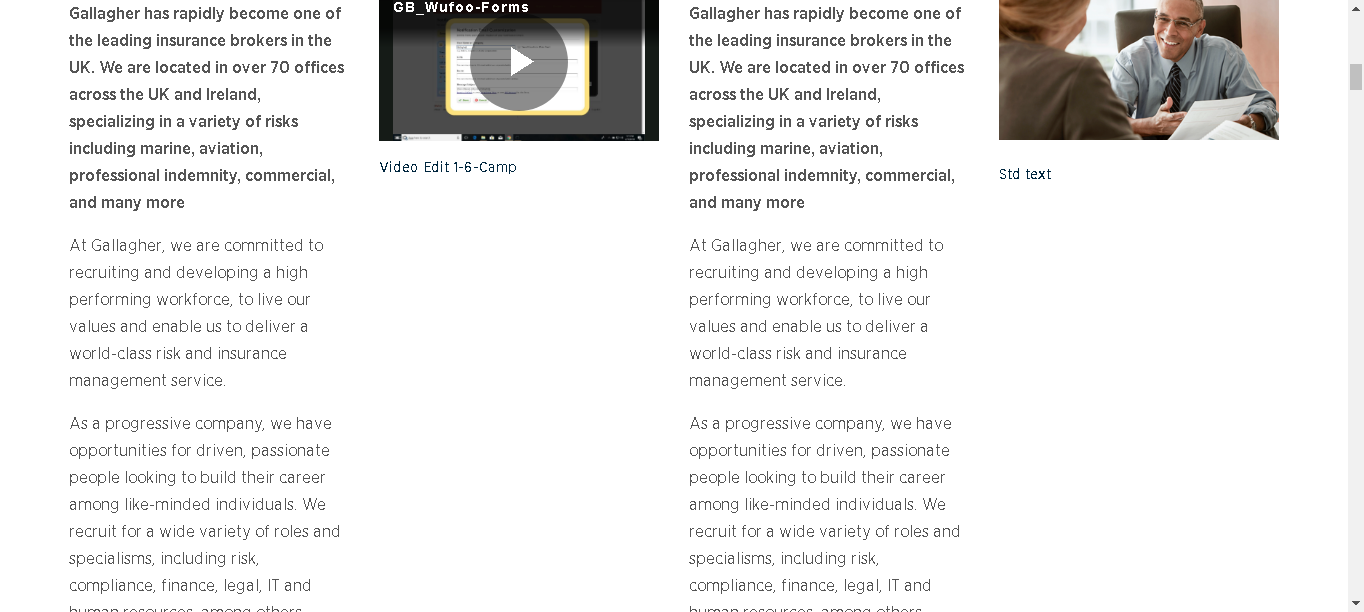 Gallagher has rapidly become one of
the leading insurance brokers in the
UK. We are located in over 70 offices
across the UK and Ireland,
specializing in a variety of risks
including marine, aviation,
professional indemnity, commercial,
and many more
At Gallagher, we are committed to
recruiting and developing a high
performing workforce, to live our
values and enable us to deliver a
world-class risk and insurance
management service.
As a progressive company, we have
opportunities for driven, passionate
people looking to build their career
among like-minded individuals. We
recruit for a wide variety of roles and
specialisms, including risk,
compliance, finance, legal, IT and
human resources, among others
GB_Wufoo-Forms
Video Edit 1-6-Camp
Gallagher has rapidly become one of
the leading insurance brokers in the
UK. We are located in over 70 offices
across the UK and Ireland,
specializing in a variety of risks
including marine, aviation,
professional indemnity, commercial,
and many more
At Gallagher, we are committed to
recruiting and developing a high
performing workforce, to live our
values and enable us to deliver a
world-class risk and insurance
management service.
As a progressive company, we have
opportunities for driven, passionate
people looking to build their career
among like-minded individuals. We
recruit for a wide variety of roles and
specialisms, including risk,
compliance, finance, legal, IT and
human resources, among others
Std text